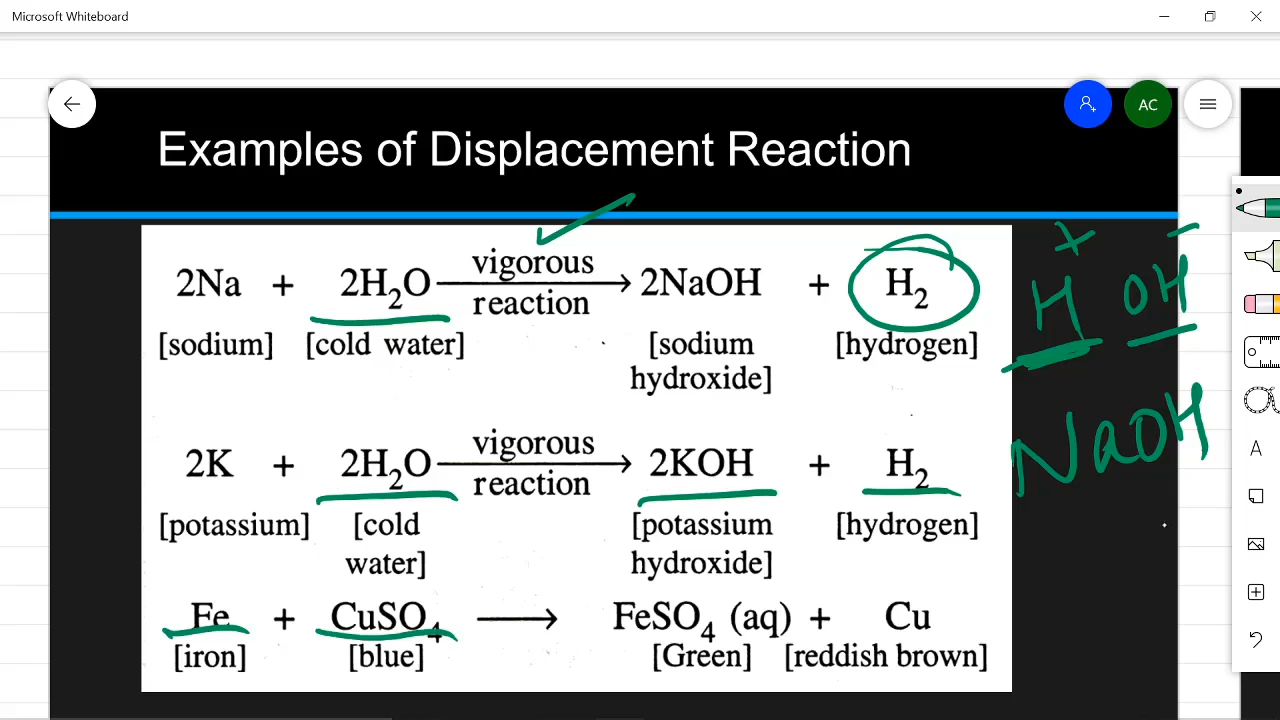 Microsoft Whiteboard
AC
Examples of Displacement Reaction
2Na + 2H₂O vigorous reaction → 2NaOH + H₂
[sodium] [cold water] [sodium hydroxide] [hydrogen]
2K + 2H₂O vigorous reaction → 2KOH + H₂
[potassium] [cold water] [potassium hydroxide] [hydrogen]
Fe + CuSO₄ → FeSO₄ (aq) + Cu
[iron] [blue] [Green] [reddish brown]
H⁺ OH⁻
NaOH
A